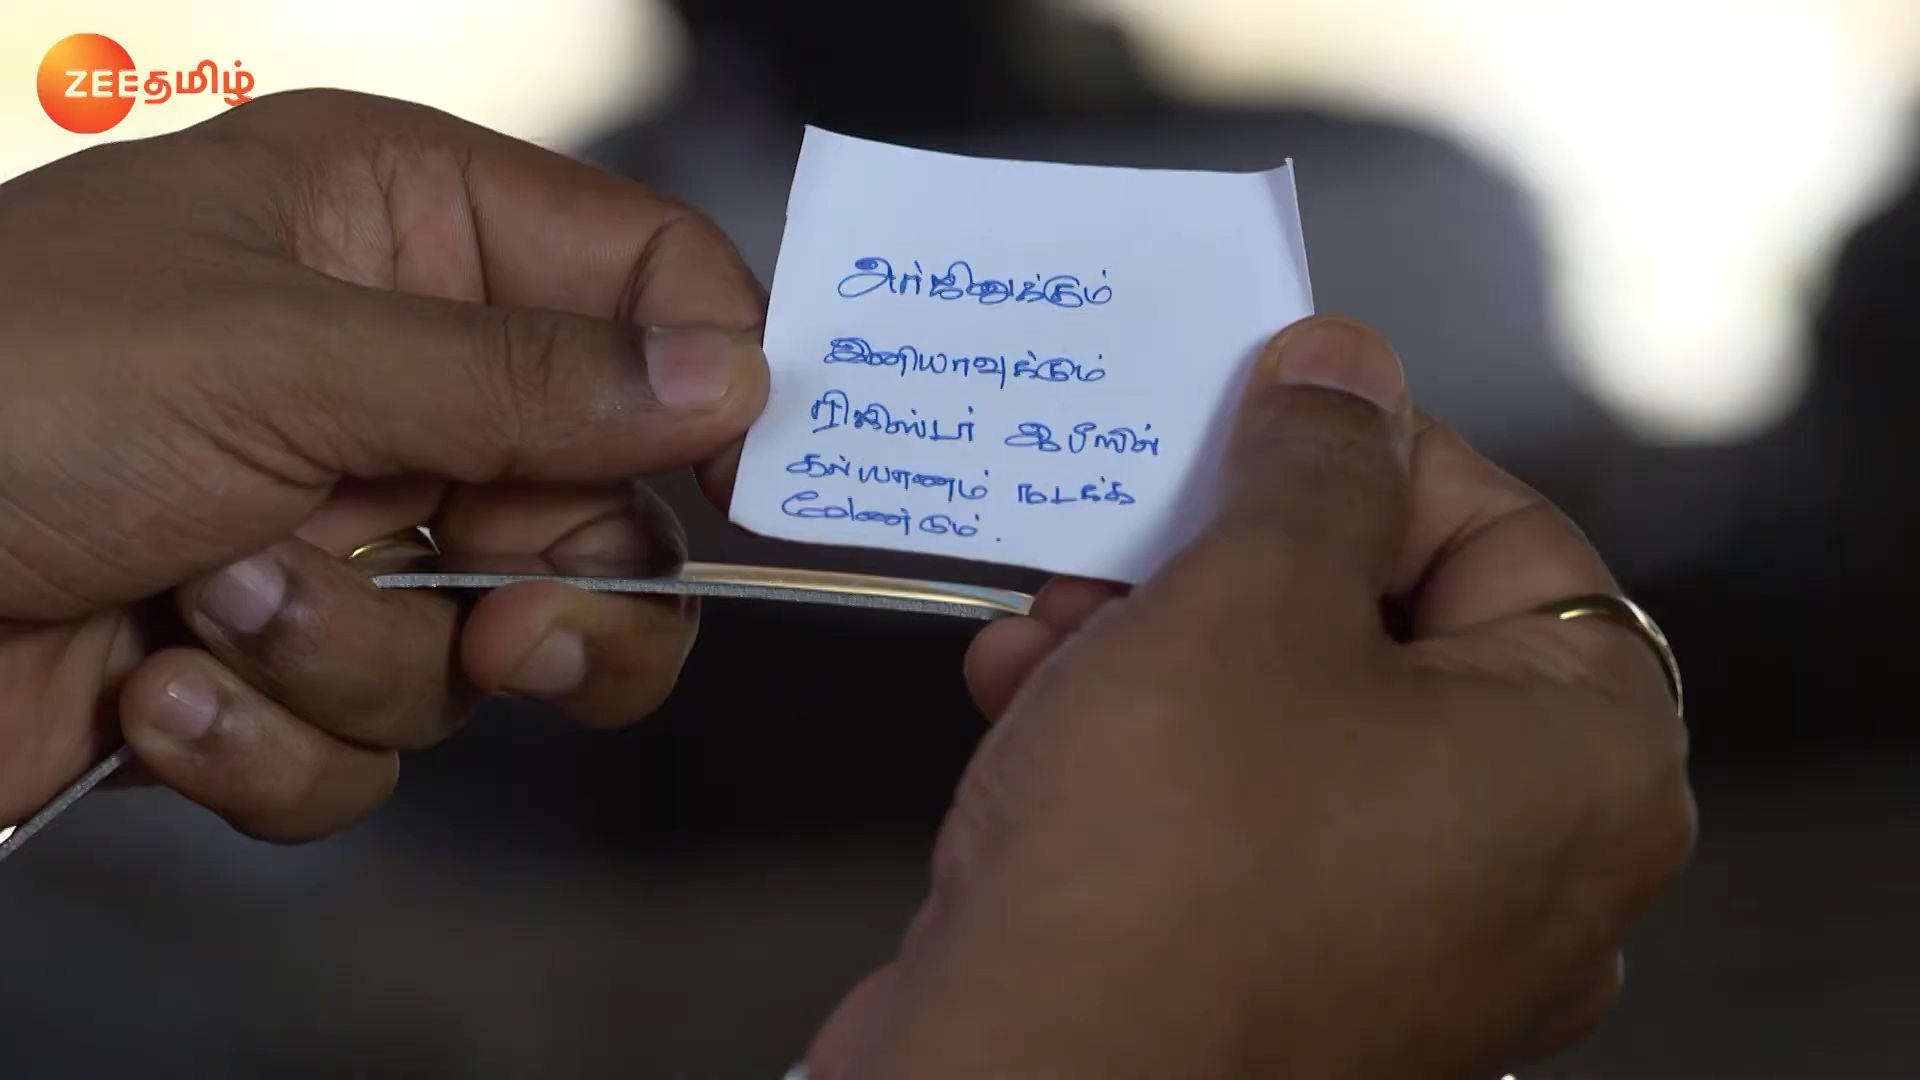 ZEEதமிழ்
அர்ஜினுக்கும்
இனியாவுக்கும்
ரிஜிஸ்டர் ஆபீஸில்
கல்யாணம் நடக்க
வேண்டும்.